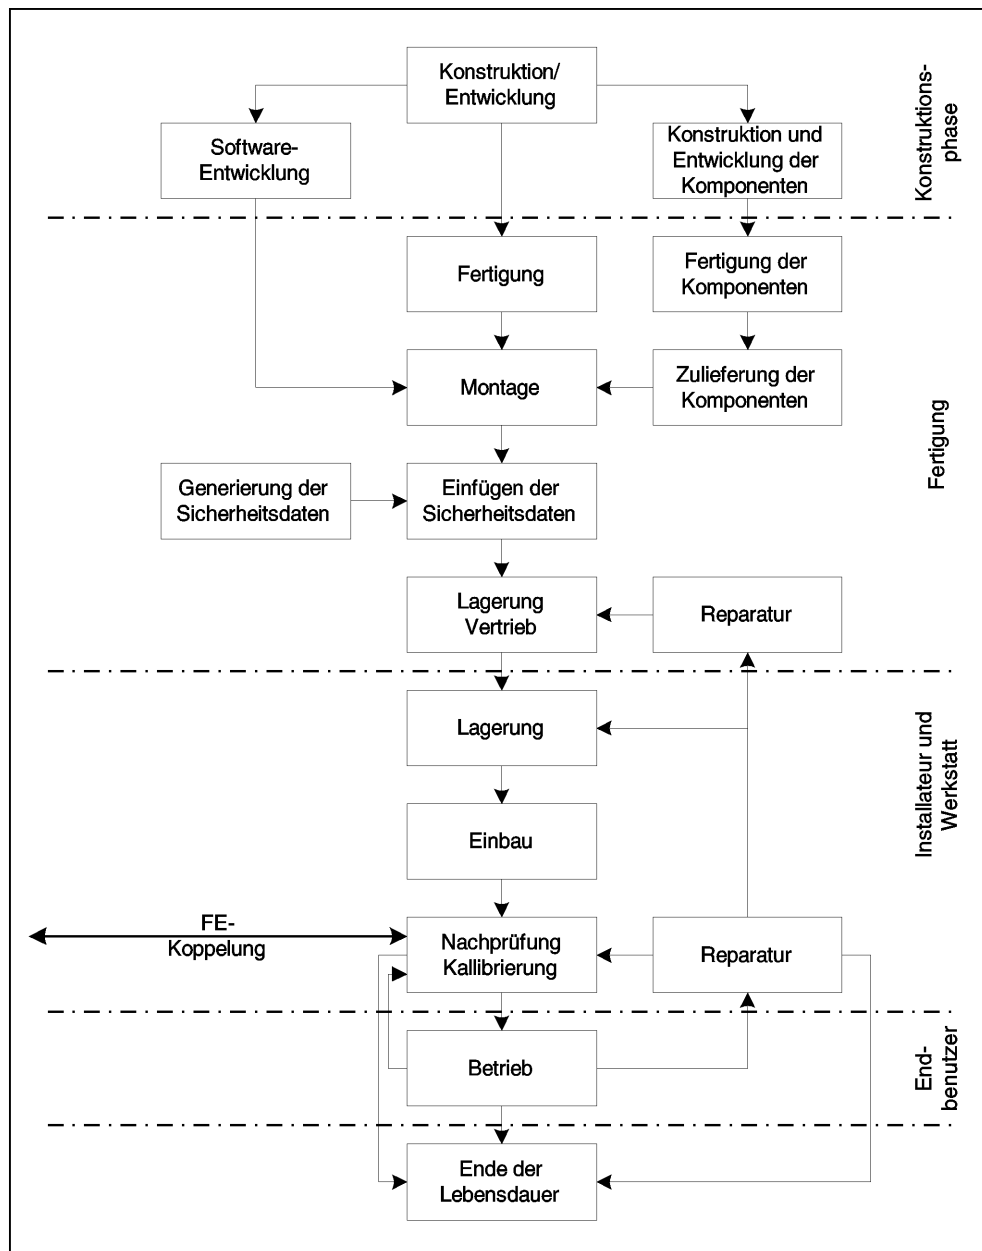 Konstruktion/
Entwicklung
Konstruktions-
phase
Software-
Entwicklung
Konstruktion und
Entwicklung der
Komponenten
Fertigung
Fertigung der
Komponenten
Montage
Zulieferung der
Komponenten
Fertigung
Generierung der
Sicherheitsdaten
Einfügen der
Sicherheitsdaten
Lagerung
Vertrieb
Reparatur
Lagerung
Installateur und
Werkstatt
Einbau
FE-
Koppelung
Nachprüfung
Kallibrierung
Reparatur
Betrieb
End-
benutzer
Ende der
Lebensdauer